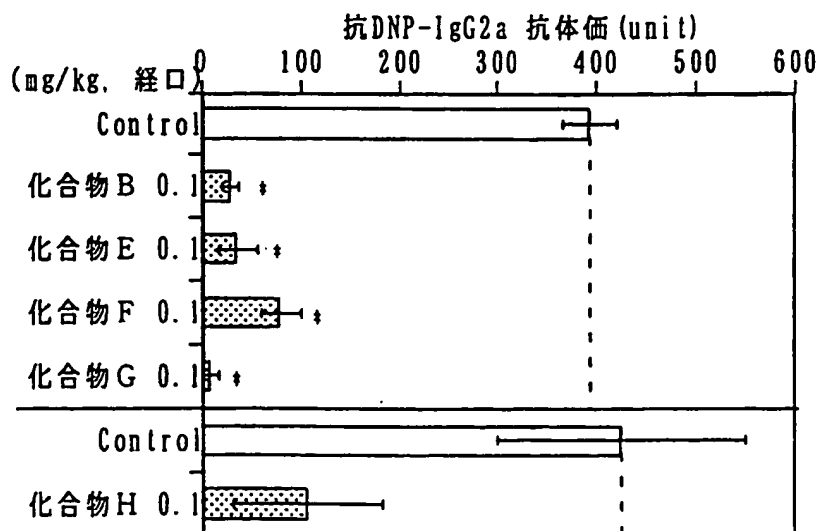 抗DNP-IgG2a 抗体価(unit)
0 100 200 300 400 500 600
(mg/kg, 経口)
Control
化合物B 0.1 *
化合物E 0.1 *
化合物F 0.1 *
化合物G 0.1 *
Control
化合物H 0.1